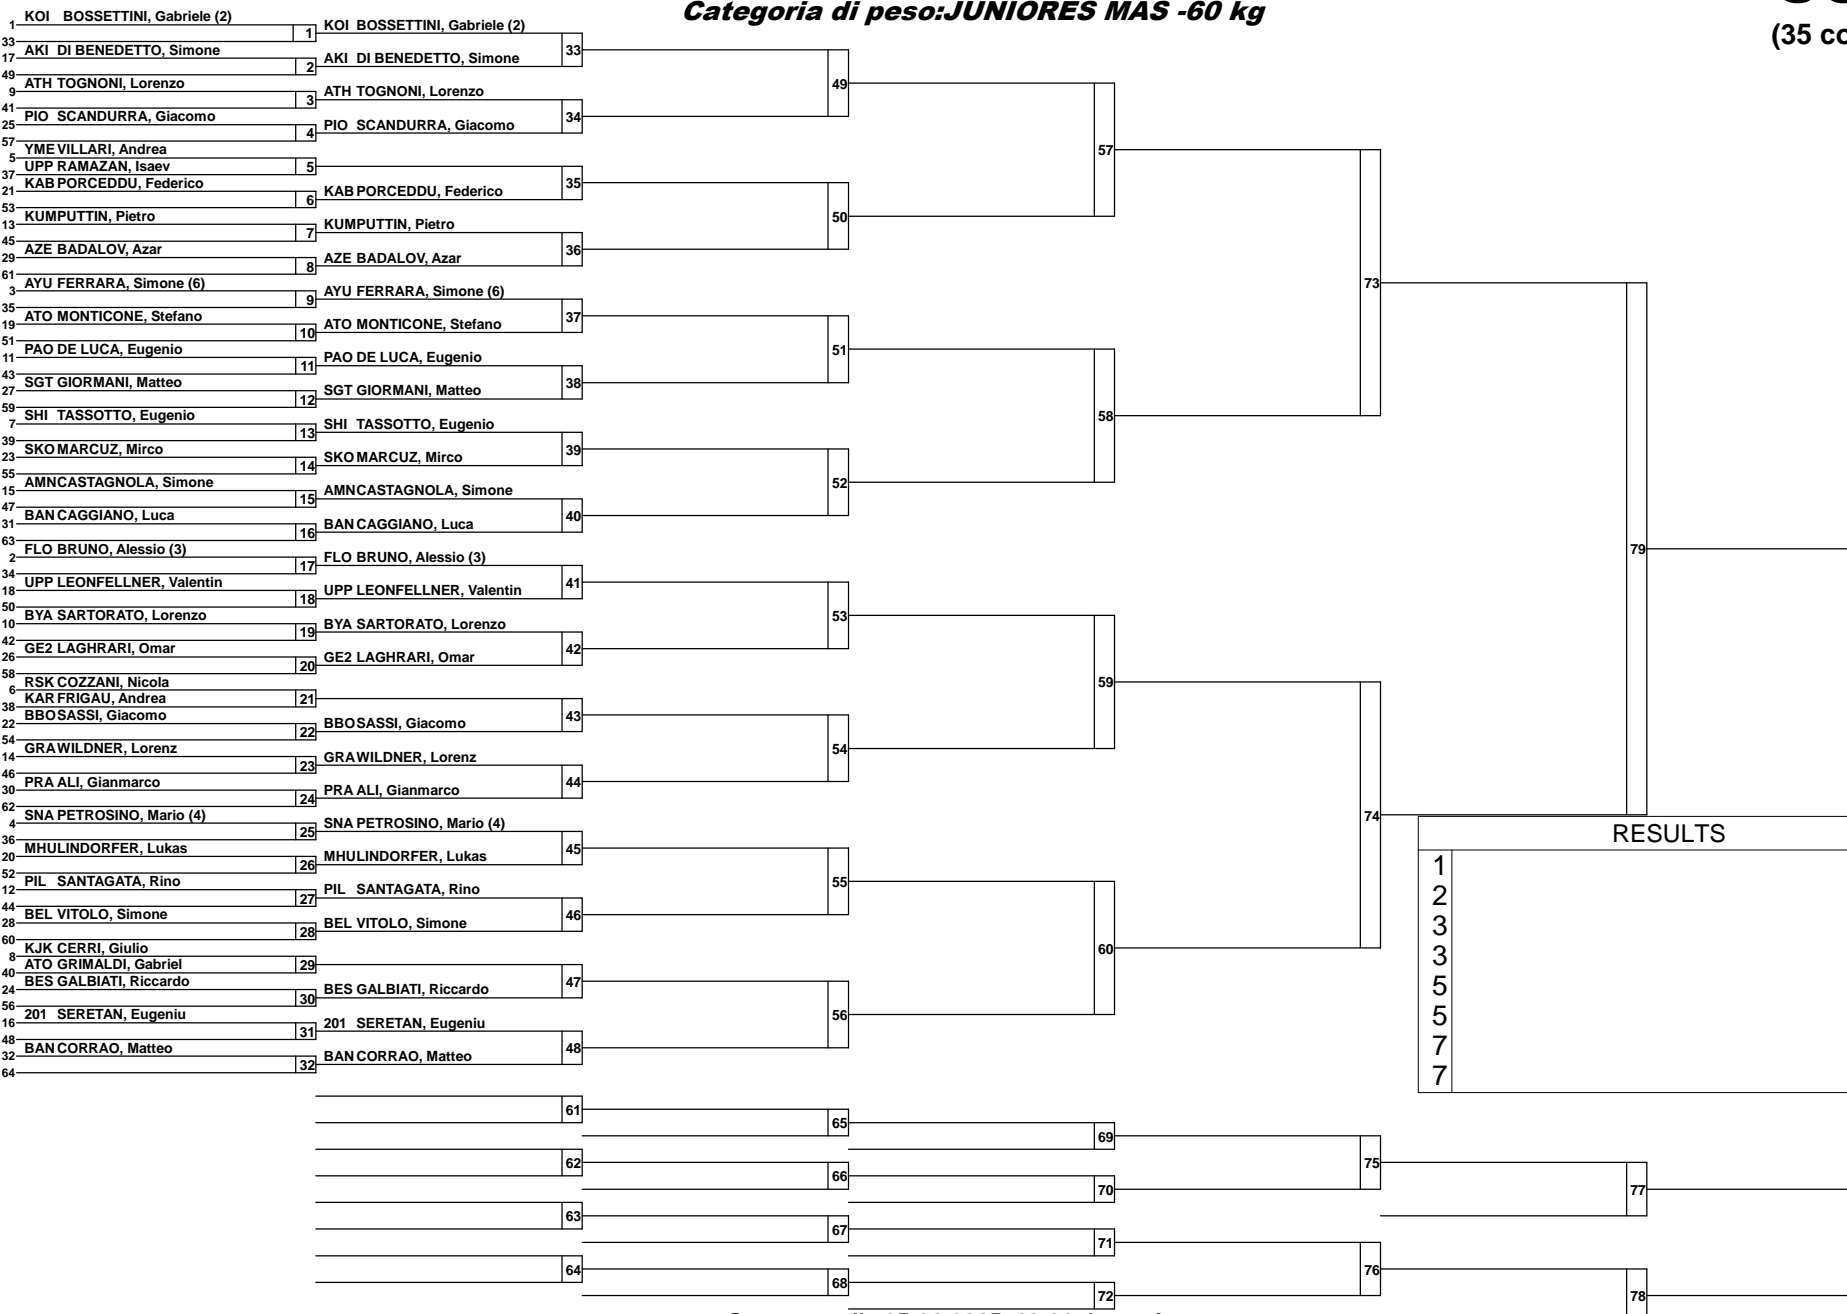 Categoria di peso:JUNIORES MAS -60 kg
(35 co
1 KOI BOSSETTINI, Gabriele (2)
33
17 AKI DI BENEDETTO, Simone
49
9 ATH TOGNONI, Lorenzo
41
25 PIO SCANDURRA, Giacomo
57
5 YME VILLARI, Andrea
37 UPP RAMAZAN, Isaev
21 KAB PORCEDDU, Federico
53
13 KUMPUTTIN, Pietro
45
29 AZE BADALOV, Azar
61
3 AYU FERRARA, Simone (6)
35
19 ATO MONTICONE, Stefano
51
11 PAO DE LUCA, Eugenio
43
27 SGT GIORMANI, Matteo
59
7 SHI TASSOTTO, Eugenio
39
23 SKO MARCUZ, Mirco
55
15 AMNCASTAGNOLA, Simone
47
31 BAN CAGGIANO, Luca
63
2 FLO BRUNO, Alessio (3)
34
18 UPP LEONFELLNER, Valentin
50
10 BYA SARTORATO, Lorenzo
42
26 GE2 LAGHRARI, Omar
58
6 RSK COZZANI, Nicola
38 KAR FRIGAU, Andrea
22 BBOSASSI, Giacomo
54
14 GRAWILDNER, Lorenz
46
30 PRA ALI, Gianmarco
62
4 SNA PETROSINO, Mario (4)
36
20 MHULINDORFER, Lukas
52
12 PIL SANTAGATA, Rino
44
28 BEL VITOLO, Simone
60
8 KJK CERRI, Giulio
40 ATO GRIMALDI, Gabriel
24 BES GALBIATI, Riccardo
56
16 201 SERETAN, Eugeniu
48
32 BAN CORRAO, Matteo
64
1 KOI BOSSETTINI, Gabriele (2)
2 AKI DI BENEDETTO, Simone
3 ATH TOGNONI, Lorenzo
4 PIO SCANDURRA, Giacomo
5
6 KAB PORCEDDU, Federico
7 KUMPUTTIN, Pietro
8 AZE BADALOV, Azar
9 AYU FERRARA, Simone (6)
10 ATO MONTICONE, Stefano
11 PAO DE LUCA, Eugenio
12 SGT GIORMANI, Matteo
13 SHI TASSOTTO, Eugenio
14 SKO MARCUZ, Mirco
15 AMNCASTAGNOLA, Simone
16 BAN CAGGIANO, Luca
17 FLO BRUNO, Alessio (3)
18 UPP LEONFELLNER, Valentin
19 BYA SARTORATO, Lorenzo
20 GE2 LAGHRARI, Omar
21
22 BBOSASSI, Giacomo
23 GRAWILDNER, Lorenz
24 PRA ALI, Gianmarco
25 SNA PETROSINO, Mario (4)
26 MHULINDORFER, Lukas
27 PIL SANTAGATA, Rino
28 BEL VITOLO, Simone
29
30 BES GALBIATI, Riccardo
31 201 SERETAN, Eugeniu
32 BAN CORRAO, Matteo
33
34
35
36
37
38
39
40
41
42
43
44
45
46
47
48
49
50
51
52
53
54
55
56
57
58
59
60
73
74
79
RESULTS
1
2
3
3
5
5
7
7
61
62
63
64
65
66
67
68
69
70
71
72
75
76
77
78